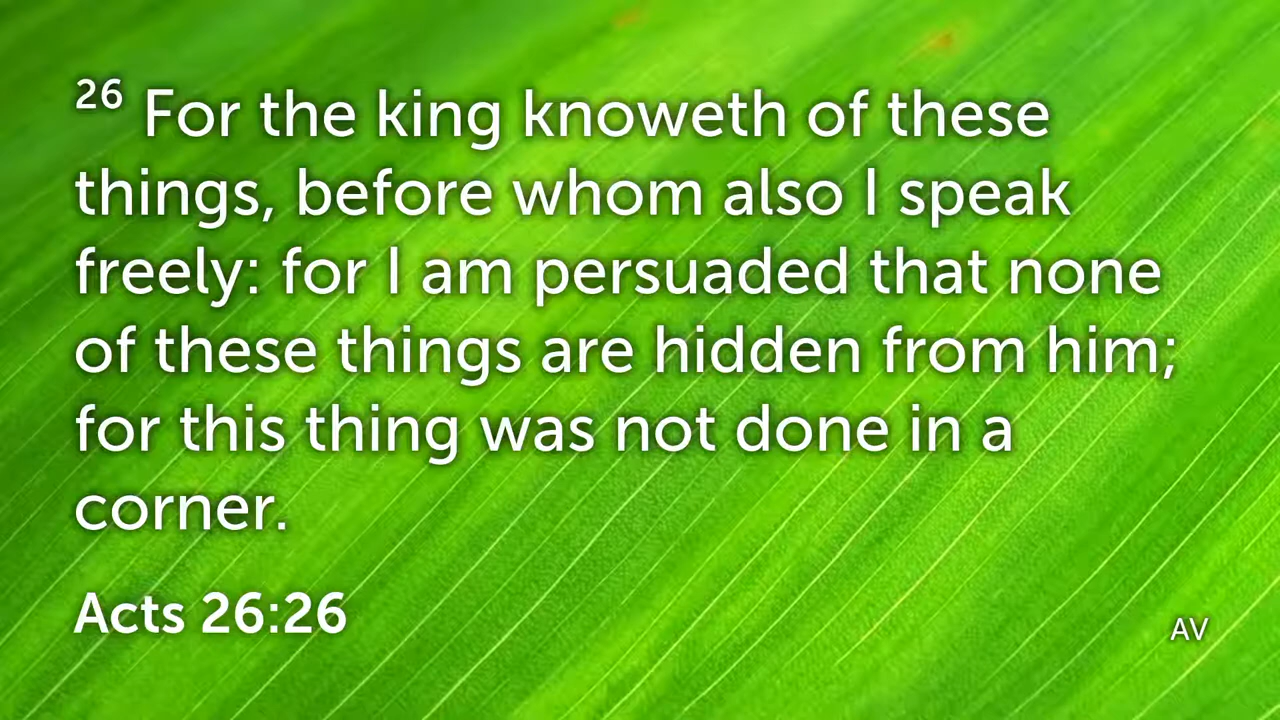 26 For the king knoweth of these
things, before whom also I speak
freely: for I am persuaded that none
of these things are hidden from him;
for this thing was not done in a
corner.
Acts 26:26
AV